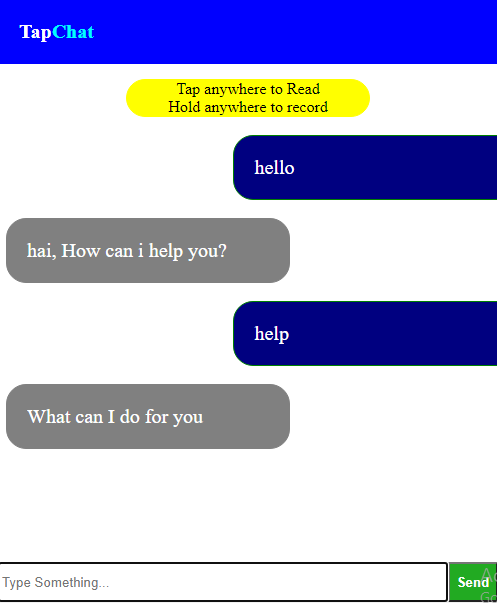 TapChat
Tap anywhere to Read
Hold anywhere to record
hello
hai, How can i help you?
help
What can I do for you
Type Something...
Send